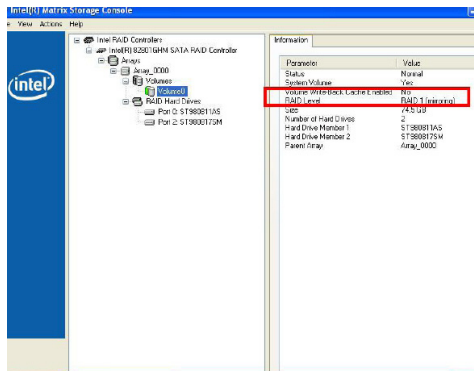 Intel(R) Matrix Storage Console
View Actions Help
Intel RAID Controllers
Intel(R) 82801GHM SATA RAID Controller
Arrays
Array_0000
Volumes
Volume0
RAID Hard Drives
Port 0: ST980811AS
Port 2: ST980817SM
intel
Information
Parameter Value
Status Normal
System Volume Yes
Volume Write-Back Cache Enabled No
RAID Level RAID 1 (mirroring)
Size 74.5 GB
Number of Hard Drives 2
Hard Drive Member 1 ST980811AS
Hard Drive Member 2 ST980817SM
Parent Array Array_0000